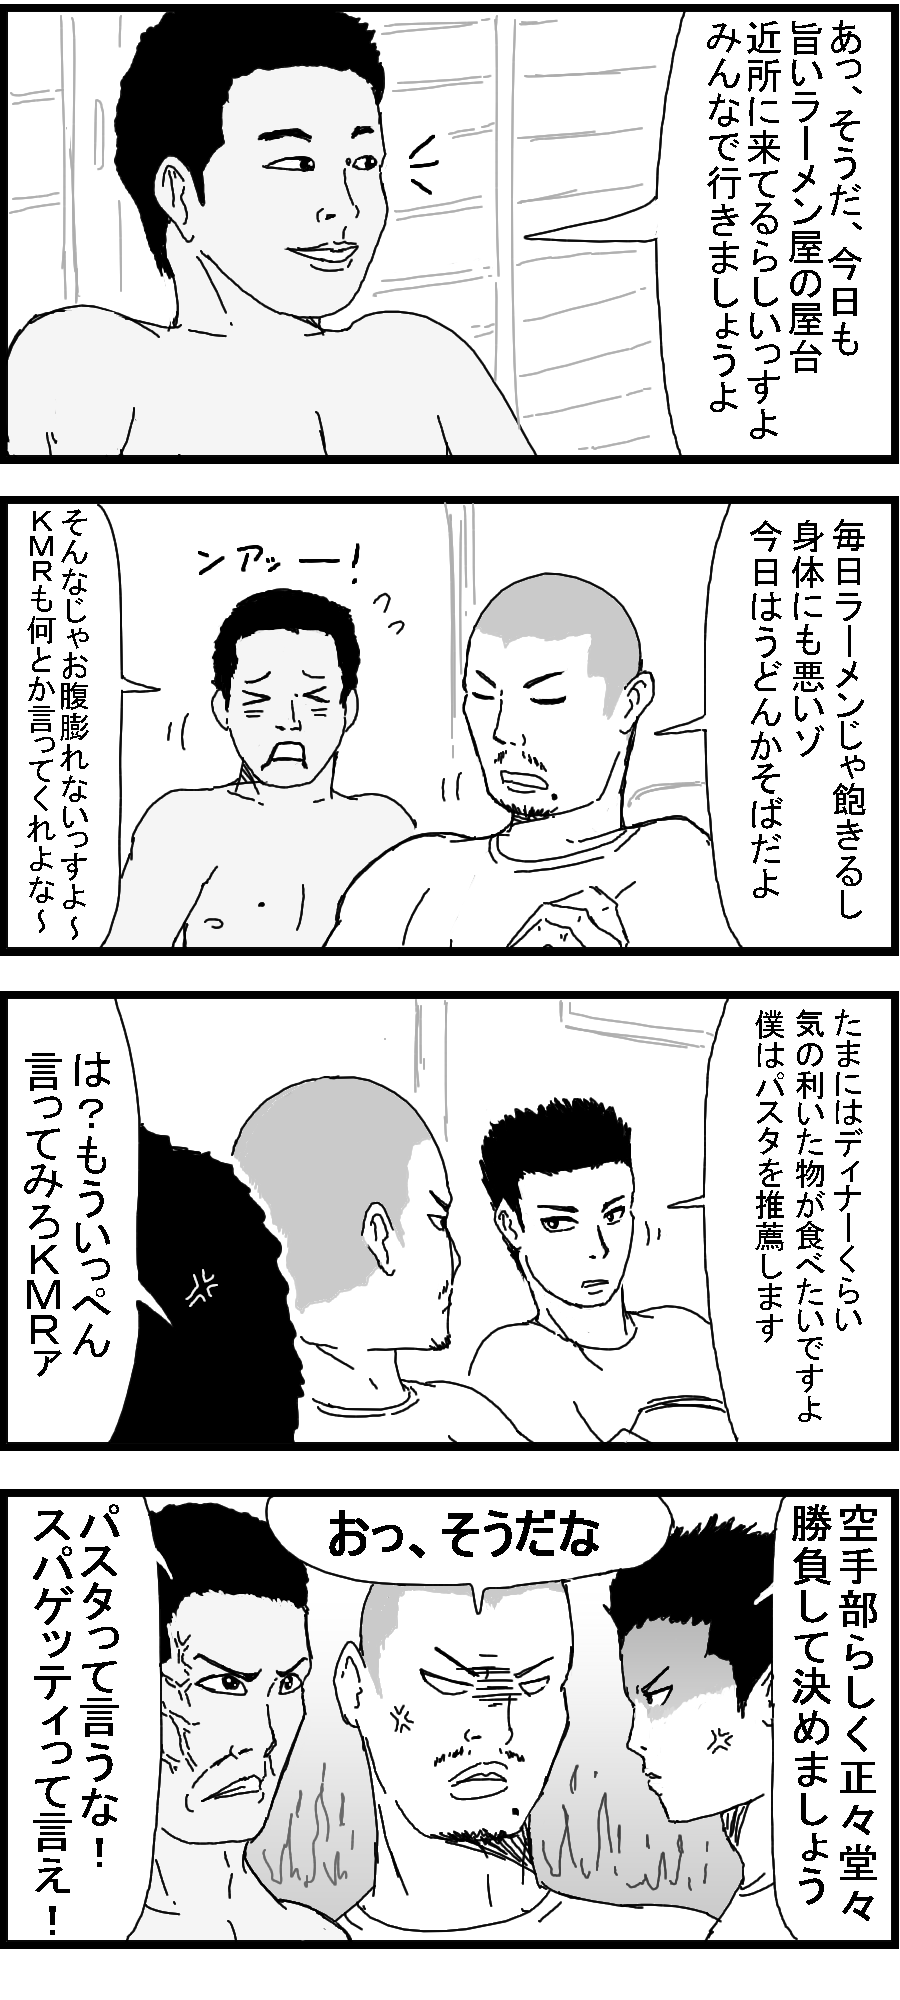 あっ、そうだ、今日も
旨いラーメン屋の屋台
近所に来てるらしいっすよ
みんなで行きましょうよ
毎日ラーメンじゃ飽きるし
身体にも悪いゾ
今日はうどんかそばだよ
ンアッー！
そんなじゃお腹膨れないっすよ～
ＫＭＲも何とか言ってくれよな～
たまにはディナーくらい
気の利いた物が食べたいですよ
僕はパスタを推薦します
は？もういっぺん
言ってみろＫＭＲァ
空手部らしく正々堂々
勝負して決めましょう
おっ、そうだな
パスタって言うな！
スパゲッティって言え！